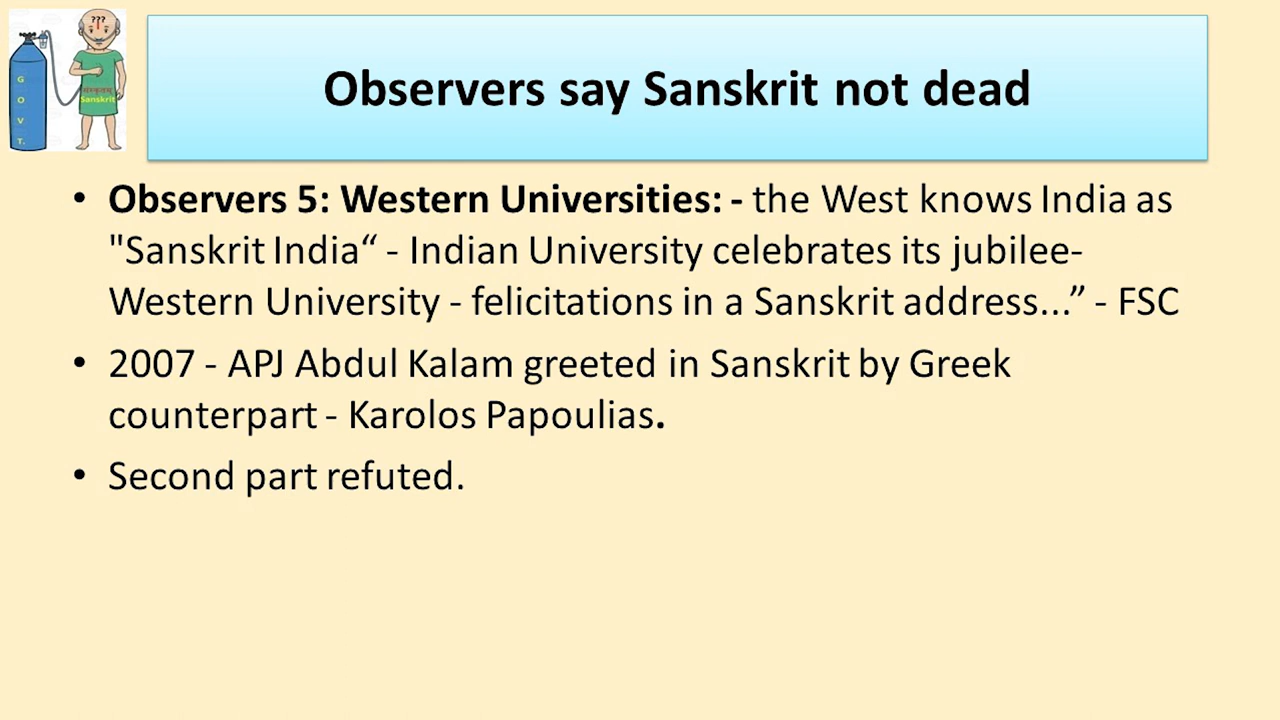 ???
G
O
V
T.
संस्कृतम्
Sanskrit
Observers say Sanskrit not dead
• Observers 5: Western Universities: - the West knows India as
"Sanskrit India“ - Indian University celebrates its jubilee-
Western University - felicitations in a Sanskrit address...” - FSC
• 2007 - APJ Abdul Kalam greeted in Sanskrit by Greek
counterpart - Karolos Papoulias.
• Second part refuted.